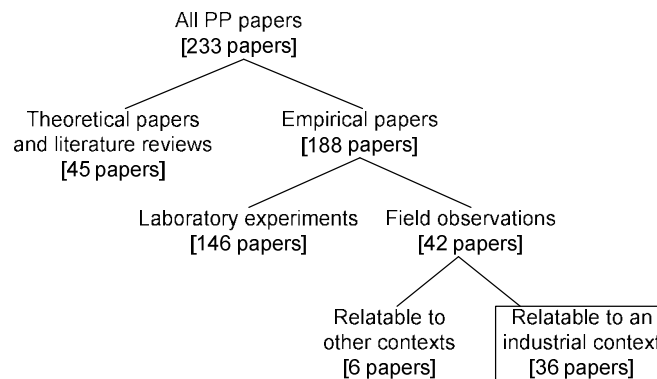 All PP papers
[233 papers]
Theoretical papers
and literature reviews
[45 papers]
Empirical papers
[188 papers]
Laboratory experiments
[146 papers]
Field observations
[42 papers]
Relatable to
other contexts
[6 papers]
Relatable to an
industrial context
[36 papers]